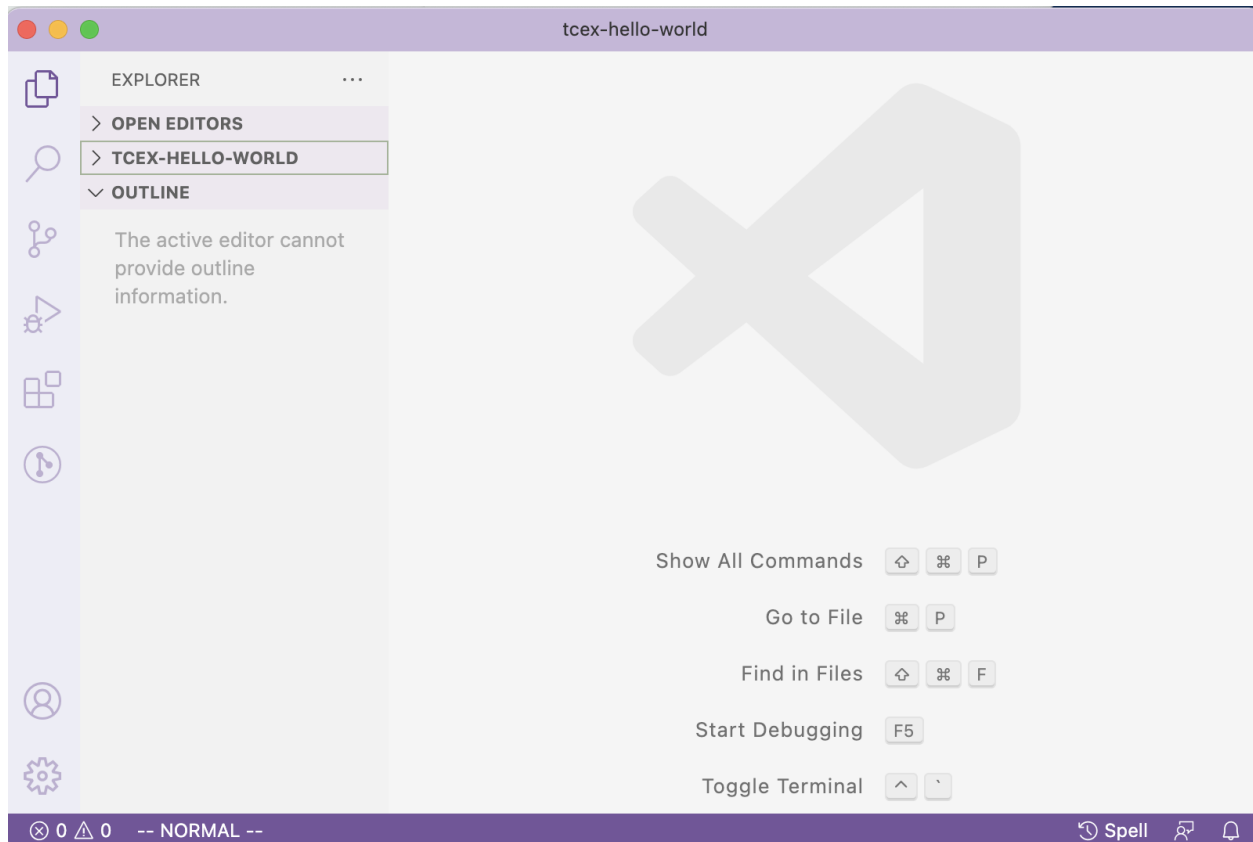 tcex-hello-world
EXPLORER ...
OPEN EDITORS
TCEX-HELLO-WORLD
OUTLINE
The active editor cannot
provide outline
information.
Show All Commands ⇧ ⌘ P
Go to File ⌘ P
Find in Files ⇧ ⌘ F
Start Debugging F5
Toggle Terminal ^ `
0 0 -- NORMAL -- Spell